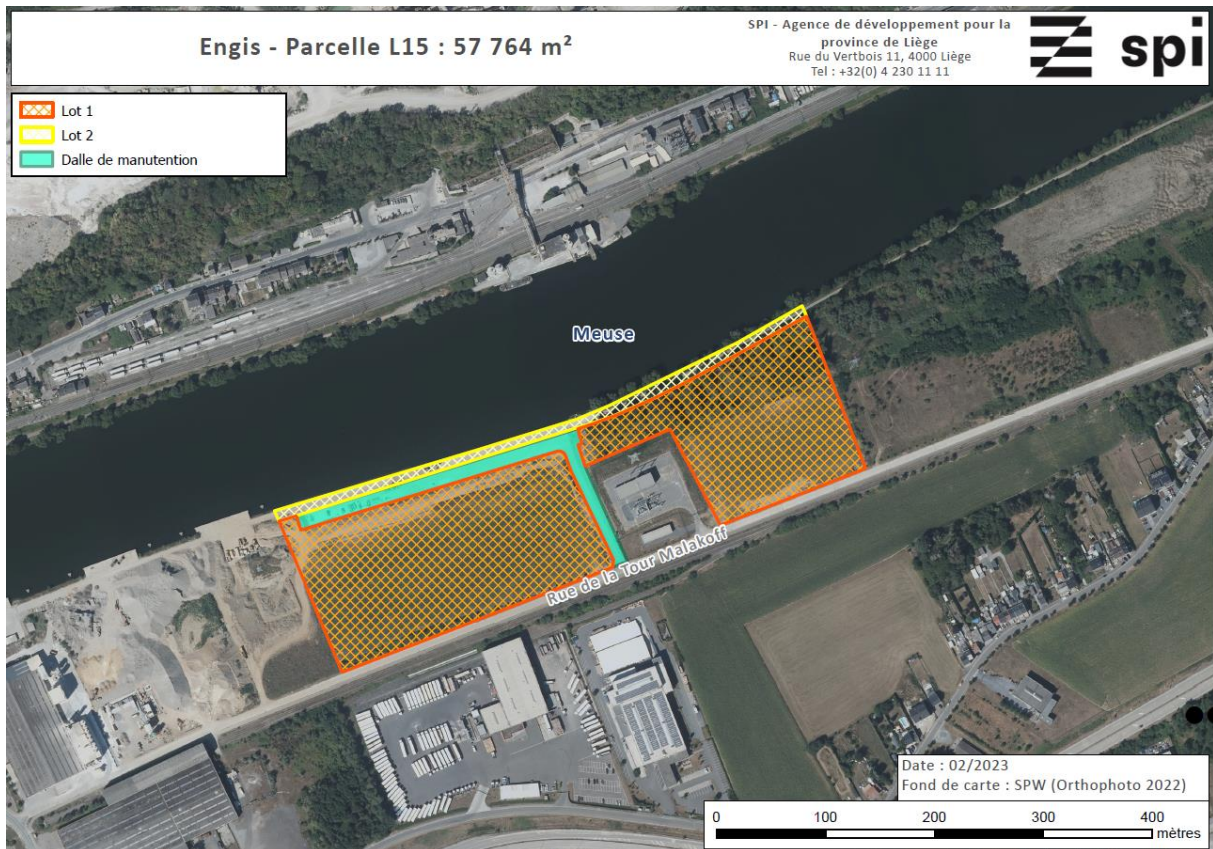 Engis - Parcelle L15 : 57 764 m²
SPI - Agence de développement pour la
province de Liège
Rue du Vertbois 11, 4000 Liège
Tel : +32(0) 4 230 11 11
spi
Lot 1
Lot 2
Dalle de manutention
Meuse
Rue de la Tour Malakoff
Date : 02/2023
Fond de carte : SPW (Orthophoto 2022)
0 100 200 300 400
mètres